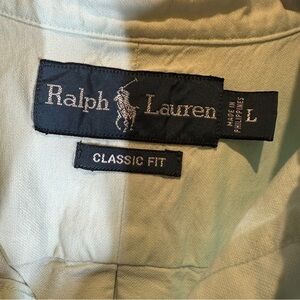 Ralph Lauren
MADE IN
PHILIPPINES
L
CLASSIC FIT